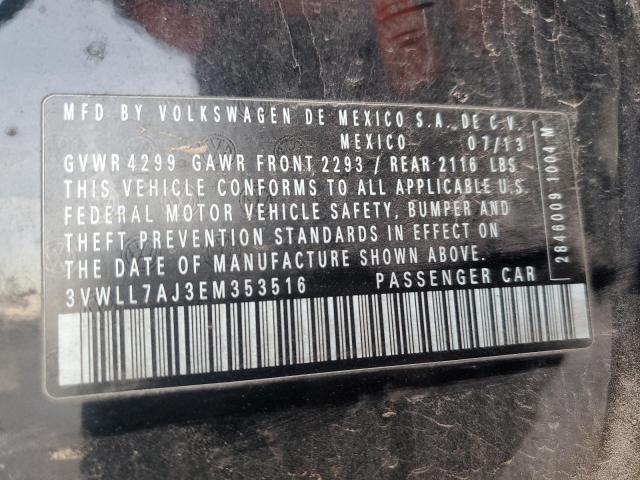 MFD BY VOLKSWAGEN DE MEXICO S.A. DE C.V.
MEXICO 07/13
GVWR 4299 GAWR FRONT 2293 / REAR 2116 LBS
THIS VEHICLE CONFORMS TO ALL APPLICABLE U.S.
FEDERAL MOTOR VEHICLE SAFETY, BUMPER AND
THEFT PREVENTION STANDARDS IN EFFECT ON
THE DATE OF MANUFACTURE SHOWN ABOVE.
3VWLL7AJ3EM353516 PASSENGER CAR
2846009 1004 M